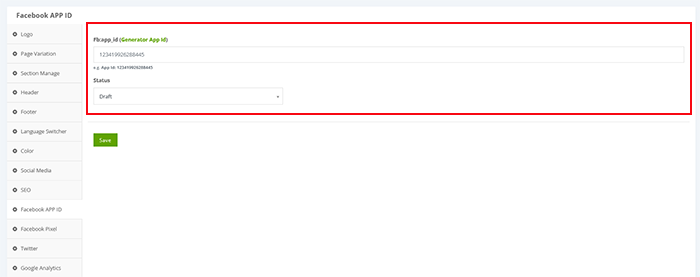 Facebook APP ID
Logo
Page Variation
Section Manage
Header
Footer
Language Switcher
Color
Social Media
SEO
Facebook APP ID
Facebook Pixel
Twitter
Google Analytics
Fb:app_id (Generator App Id)
123419926288445
e.g. App Id: 123419926288445
Status
Draft
Save